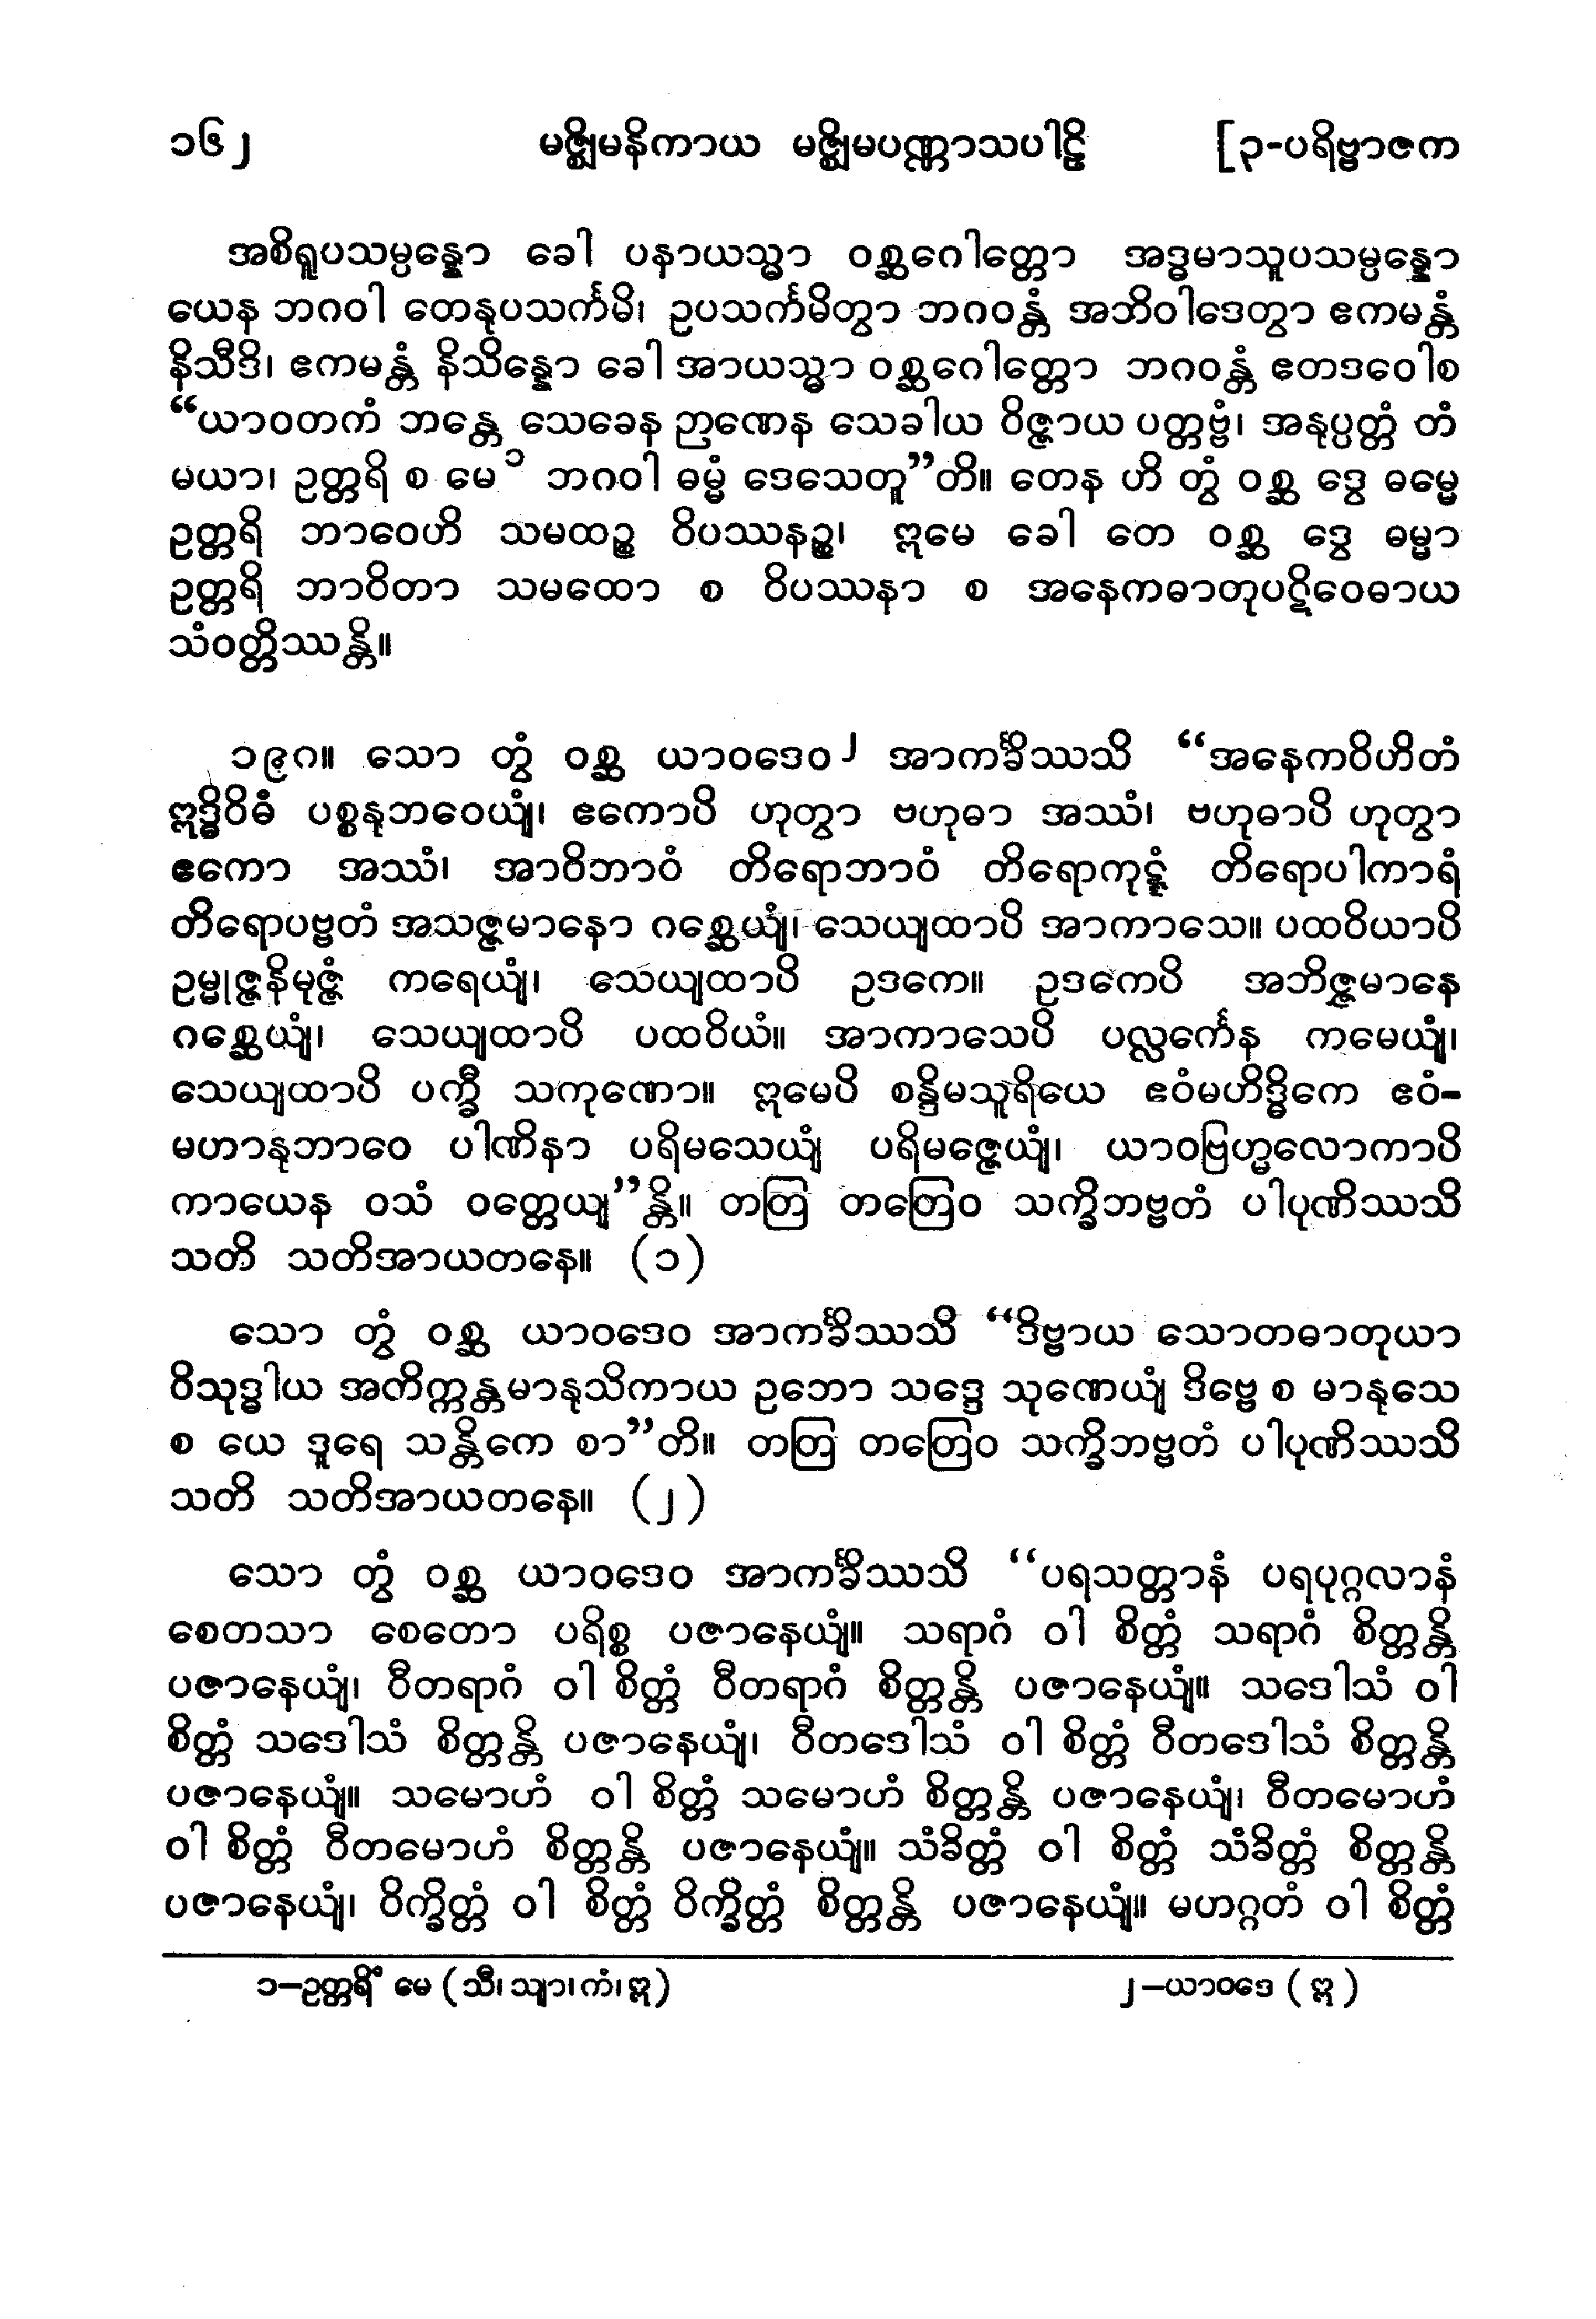 ၁၆၂ မဇ္ဈိမနိကာယ မဇ္ဈိမပဏ္ဏာသပါဠိ [၃-ပရိဗ္ဗာဇက
အစိရူပသမ္ပန္နော ခေါ ပနာယသ္မာ ဝစ္ဆဂေါတ္တော အဒ္ဓမာသူပသမ္ပန္နော
ယေန ဘဂဝါ တေနုပသင်္ကမိ၊ ဥပသင်္ကမိတွာ ဘဂဝန္တံ အဘိဝါဒေတွာ ဧကမန္တံ
နိသီဒိ၊ ဧကမန္တံ နိသိန္နော ခေါ အာယသ္မာ ဝစ္ဆဂေါတ္တော ဘဂဝန္တံ ဧတဒဝေါစ
“ယာဝတကံ ဘန္တေ သေခေန ဉာဏေန သေခါယ ဝိဇ္ဇာယ ပတ္တဗ္ဗံ၊ အနုပ္ပတ္တံ တံ
မယာ၊ ဥတ္တရိ စ မေ ၁ ဘဂဝါ ဓမ္မံ ဒေသေတူ”တိ။ တေန ဟိ တွံ ဝစ္ဆ ဒွေ ဓမ္မေ
ဥတ္တရိ ဘာဝေဟိ သမထဉ္စ ဝိပဿနဉ္စ၊ ဣမေ ခေါ တေ ဝစ္ဆ ဒွေ ဓမ္မာ
ဥတ္တရိ ဘာဝိတာ သမထော စ ဝိပဿနာ စ အနေကဓာတုပဋိဝေဓာယ
သံဝတ္တိဿန္တိ။
၁၉၈။ သော တွံ ဝစ္ဆ ယာဝဒေဝ ၂ အာကင်္ခိဿသိ “အနေကဝိဟိတံ
ဣဒ္ဓိဝိဓံ ပစ္စနုဘဝေယျံ၊ ဧကောပိ ဟုတွာ ဗဟုဓာ အဿံ၊ ဗဟုဓာပိ ဟုတွာ
ဧကော အဿံ၊ အာဝိဘာဝံ တိရောဘာဝံ တိရောကုဋ္ဋံ တိရောပါကာရံ
တိရောပဗ္ဗတံ အသဇ္ဇမာနော ဂစ္ဆေယျံ၊ သေယျထာပိ အာကာသေ။ ပထဝိယာပိ
ဥမ္မုဇ္ဇနိမုဇ္ဇံ ကရေယျံ၊ သေယျထာပိ ဥဒကေ။ ဥဒကေပိ အဘိဇ္ဇမာနေ
ဂစ္ဆေယျံ၊ သေယျထာပိ ပထဝိယံ။ အာကာသေပိ ပလ္လင်္ကေန ကမေယျံ၊
သေယျထာပိ ပက္ခီ သကုဏော။ ဣမေပိ စန္ဒိမသူရိယေ ဧဝံမဟိဒ္ဓိကေ ဧဝံ-
မဟာနုဘာဝေ ပါဏိနာ ပရိမသေယျံ ပရိမဇ္ဇေယျံ၊ ယာဝဗြဟ္မလောကာပိ
ကာယေန ဝသံ ဝတ္တေယျ”န္တိ။ တတြ တတြေဝ သက္ခိဘဗ္ဗတံ ပါပုဏိဿသိ
သတိ သတိအာယတနေ။ (၁)
သော တွံ ဝစ္ဆ ယာဝဒေဝ အာကင်္ခိဿသိ “ဒိဗ္ဗာယ သောတဓာတုယာ
ဝိသုဒ္ဓါယ အတိက္ကန္တမာနုသိကာယ ဥဘော သဒ္ဒေ သုဏေယျံ ဒိဗ္ဗေ စ မာနုသေ
စ ယေ ဒူရေ သန္တိကေ စာ”တိ။ တတြ တတြေဝ သက္ခိဘဗ္ဗတံ ပါပုဏိဿသိ
သတိ သတိအာယတနေ။ (၂)
သော တွံ ဝစ္ဆ ယာဝဒေဝ အာကင်္ခိဿသိ “ပရသတ္တာနံ ပရပုဂ္ဂလာနံ
စေတသာ စေတော ပရိစ္စ ပဇာနေယျံ။ သရာဂံ ဝါ စိတ္တံ သရာဂံ စိတ္တန္တိ
ပဇာနေယျံ၊ ဝီတရာဂံ ဝါ စိတ္တံ ဝီတရာဂံ စိတ္တန္တိ ပဇာနေယျံ။ သဒေါသံ ဝါ
စိတ္တံ သဒေါသံ စိတ္တန္တိ ပဇာနေယျံ၊ ဝီတဒေါသံ ဝါ စိတ္တံ ဝီတဒေါသံ စိတ္တန္တိ
ပဇာနေယျံ။ သမောဟံ ဝါ စိတ္တံ သမောဟံ စိတ္တန္တိ ပဇာနေယျံ၊ ဝီတမောဟံ
ဝါ စိတ္တံ ဝီတမောဟံ စိတ္တန္တိ ပဇာနေယျံ။ သံခိတ္တံ ဝါ စိတ္တံ သံခိတ္တံ စိတ္တန္တိ
ပဇာနေယျံ၊ ဝိက္ခိတ္တံ ဝါ စိတ္တံ ဝိက္ခိတ္တံ စိတ္တန္တိ ပဇာနေယျံ။ မဟဂ္ဂတံ ဝါ စိတ္တံ
၁–ဥတ္တရိံ မေ (သီ၊ သျာ၊ ကံ၊ ဣ) ၂–ယာဝဒေ (ဣ)